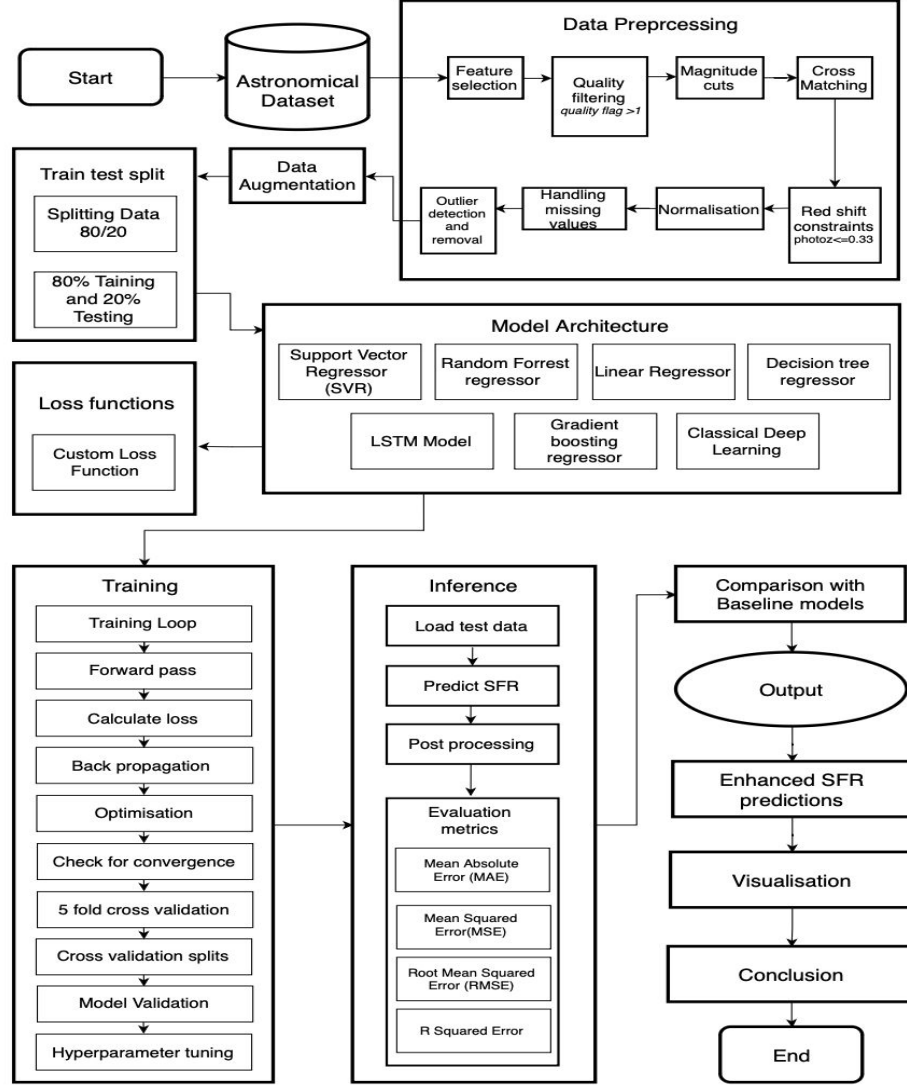 Data Preprcessing
Start
Astronomical
Dataset
Feature
selection
Quality
filtering
quality flag >1
Magnitude
cuts
Cross
Matching
Red shift
constraints
photoz<=0.33
Normalisation
Handling
missing
values
Outlier
detection
and
removal
Data
Augmentation
Train test split
Splitting Data
80/20
80% Taining
and 20%
Testing
Model Architecture
Support Vector
Regressor
(SVR)
Random Forrest
regressor
Linear Regressor
Decision tree
regressor
LSTM Model
Gradient
boosting
regressor
Classical Deep
Learning
Loss functions
Custom Loss
Function
Training
Training Loop
Forward pass
Calculate loss
Back propagation
Optimisation
Check for convergence
5 fold cross validation
Cross validation splits
Model Validation
Hyperparameter tuning
Inference
Load test data
Predict SFR
Post processing
Evaluation
metrics
Mean Absolute
Error (MAE)
Mean Squared
Error(MSE)
Root Mean Squared
Error (RMSE)
R Squared Error
Comparison with
Baseline models
Output
Enhanced SFR
predictions
Visualisation
Conclusion
End